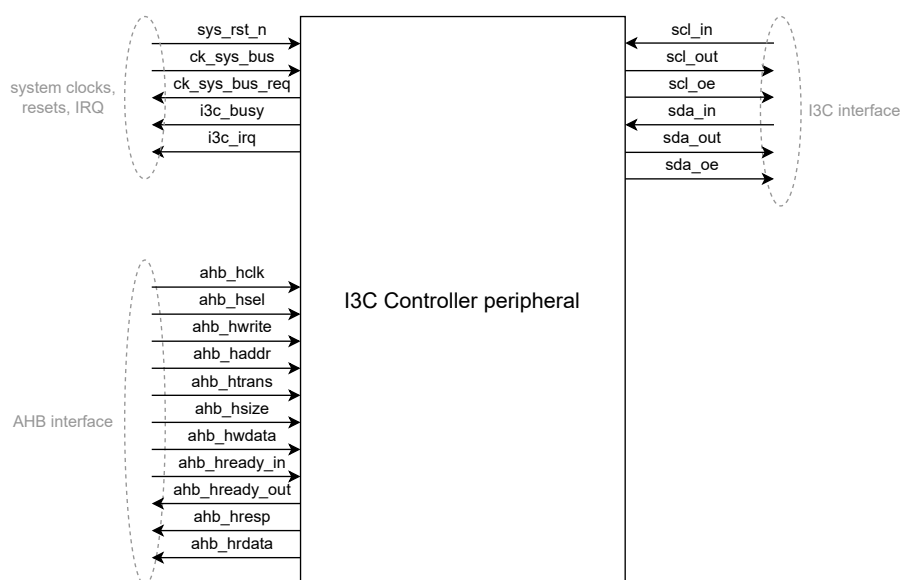 sys_rst_n
ck_sys_bus
ck_sys_bus_req
i3c_busy
i3c_irq
system clocks,
resets, IRQ
scl_in
scl_out
scl_oe
sda_in
sda_out
sda_oe
I3C interface
I3C Controller peripheral
ahb_hclk
ahb_hsel
ahb_hwrite
ahb_haddr
ahb_htrans
ahb_hsize
ahb_hwdata
ahb_hready_in
ahb_hready_out
ahb_hresp
ahb_hrdata
AHB interface